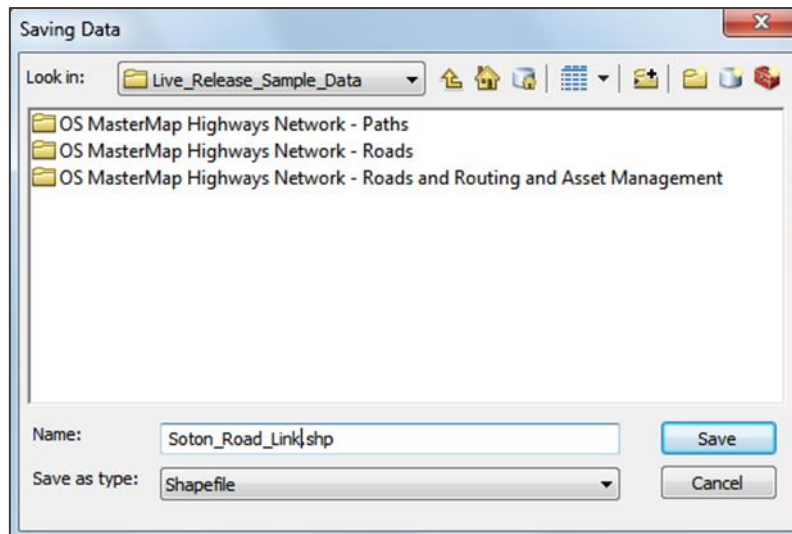 Saving Data
Look in: Live_Release_Sample_Data
OS MasterMap Highways Network - Paths
OS MasterMap Highways Network - Roads
OS MasterMap Highways Network - Roads and Routing and Asset Management
Name: Soton_Road_Link.shp Save
Save as type: Shapefile Cancel